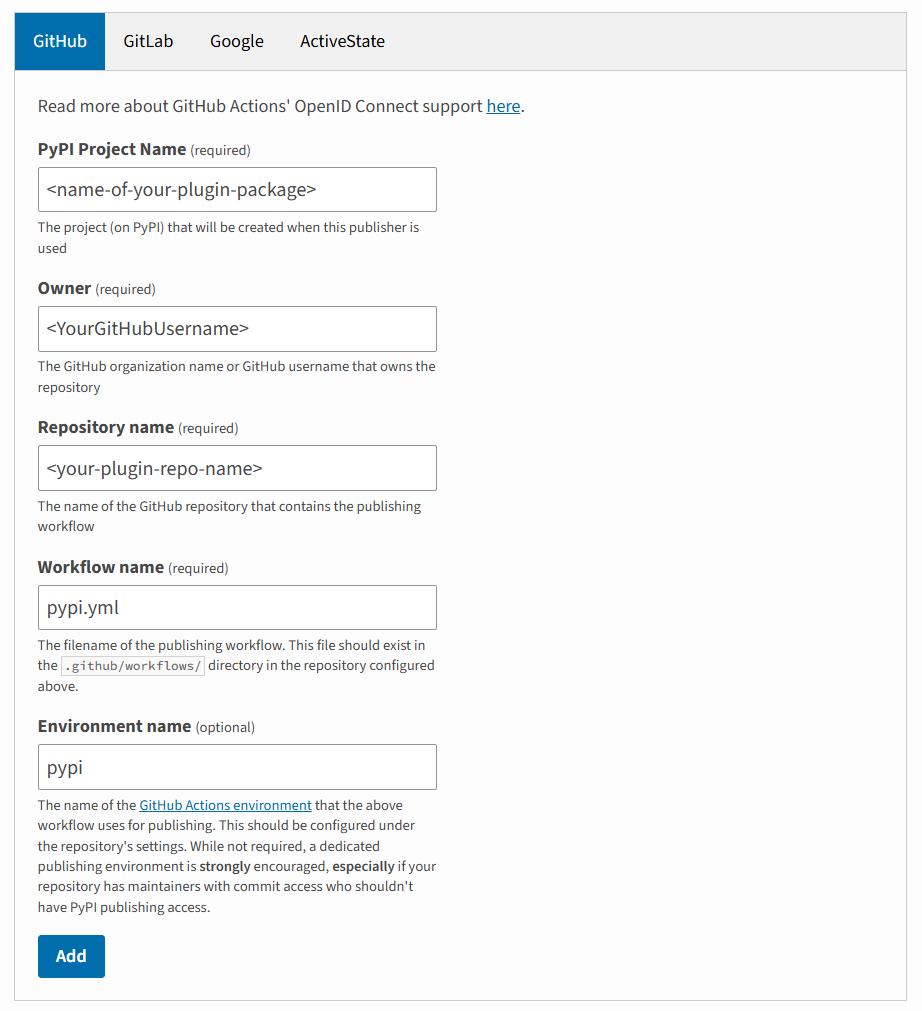 GitHub GitLab Google ActiveState
Read more about GitHub Actions' OpenID Connect support here.
PyPI Project Name (required)
<name-of-your-plugin-package>
The project (on PyPI) that will be created when this publisher is
used
Owner (required)
<YourGitHubUsername>
The GitHub organization name or GitHub username that owns the
repository
Repository name (required)
<your-plugin-repo-name>
The name of the GitHub repository that contains the publishing
workflow
Workflow name (required)
pypi.yml
The filename of the publishing workflow. This file should exist in
the .github/workflows/ directory in the repository configured
above.
Environment name (optional)
pypi
The name of the GitHub Actions environment that the above
workflow uses for publishing. This should be configured under
the repository's settings. While not required, a dedicated
publishing environment is strongly encouraged, especially if your
repository has maintainers with commit access who shouldn't
have PyPI publishing access.
Add